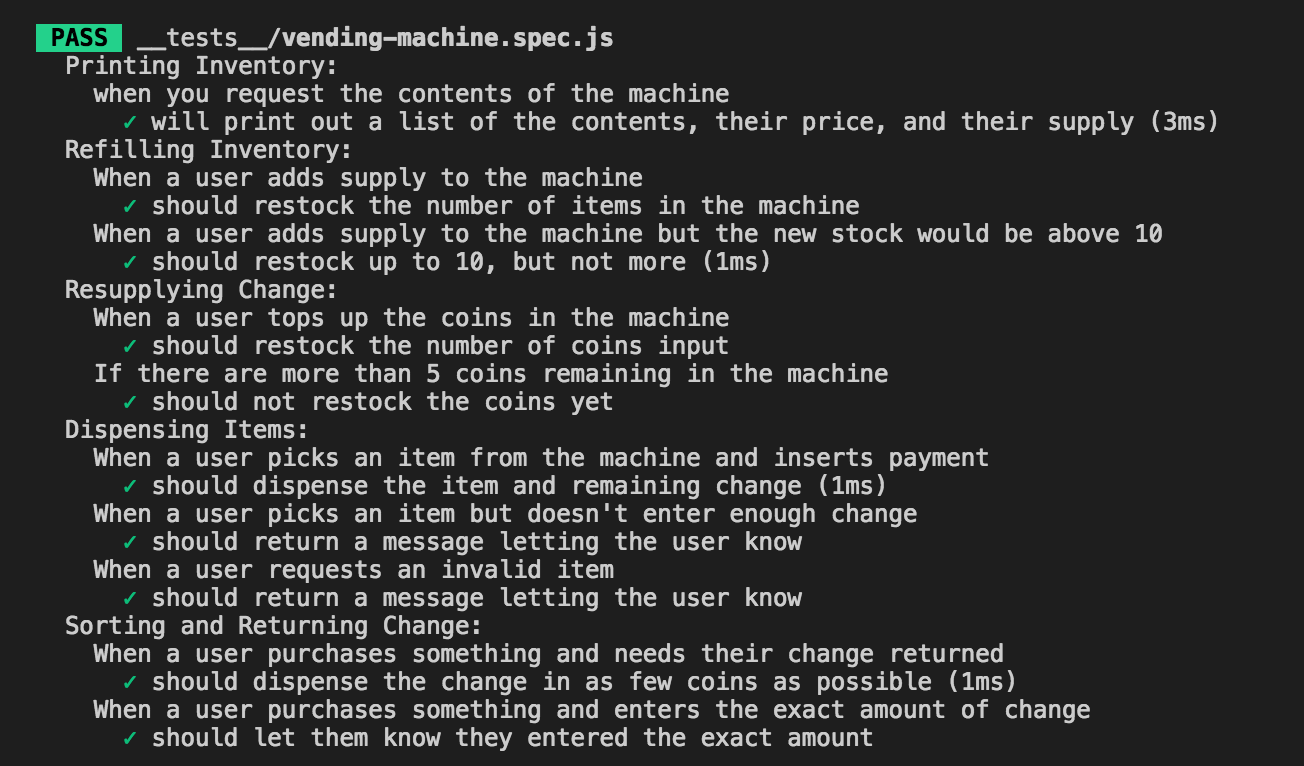 PASS __tests__/vending-machine.spec.js
Printing Inventory:
when you request the contents of the machine
✓ will print out a list of the contents, their price, and their supply (3ms)
Refilling Inventory:
When a user adds supply to the machine
✓ should restock the number of items in the machine
When a user adds supply to the machine but the new stock would be above 10
✓ should restock up to 10, but not more (1ms)
Resupplying Change:
When a user tops up the coins in the machine
✓ should restock the number of coins input
If there are more than 5 coins remaining in the machine
✓ should not restock the coins yet
Dispensing Items:
When a user picks an item from the machine and inserts payment
✓ should dispense the item and remaining change (1ms)
When a user picks an item but doesn't enter enough change
✓ should return a message letting the user know
When a user requests an invalid item
✓ should return a message letting the user know
Sorting and Returning Change:
When a user purchases something and needs their change returned
✓ should dispense the change in as few coins as possible (1ms)
When a user purchases something and enters the exact amount of change
✓ should let them know they entered the exact amount